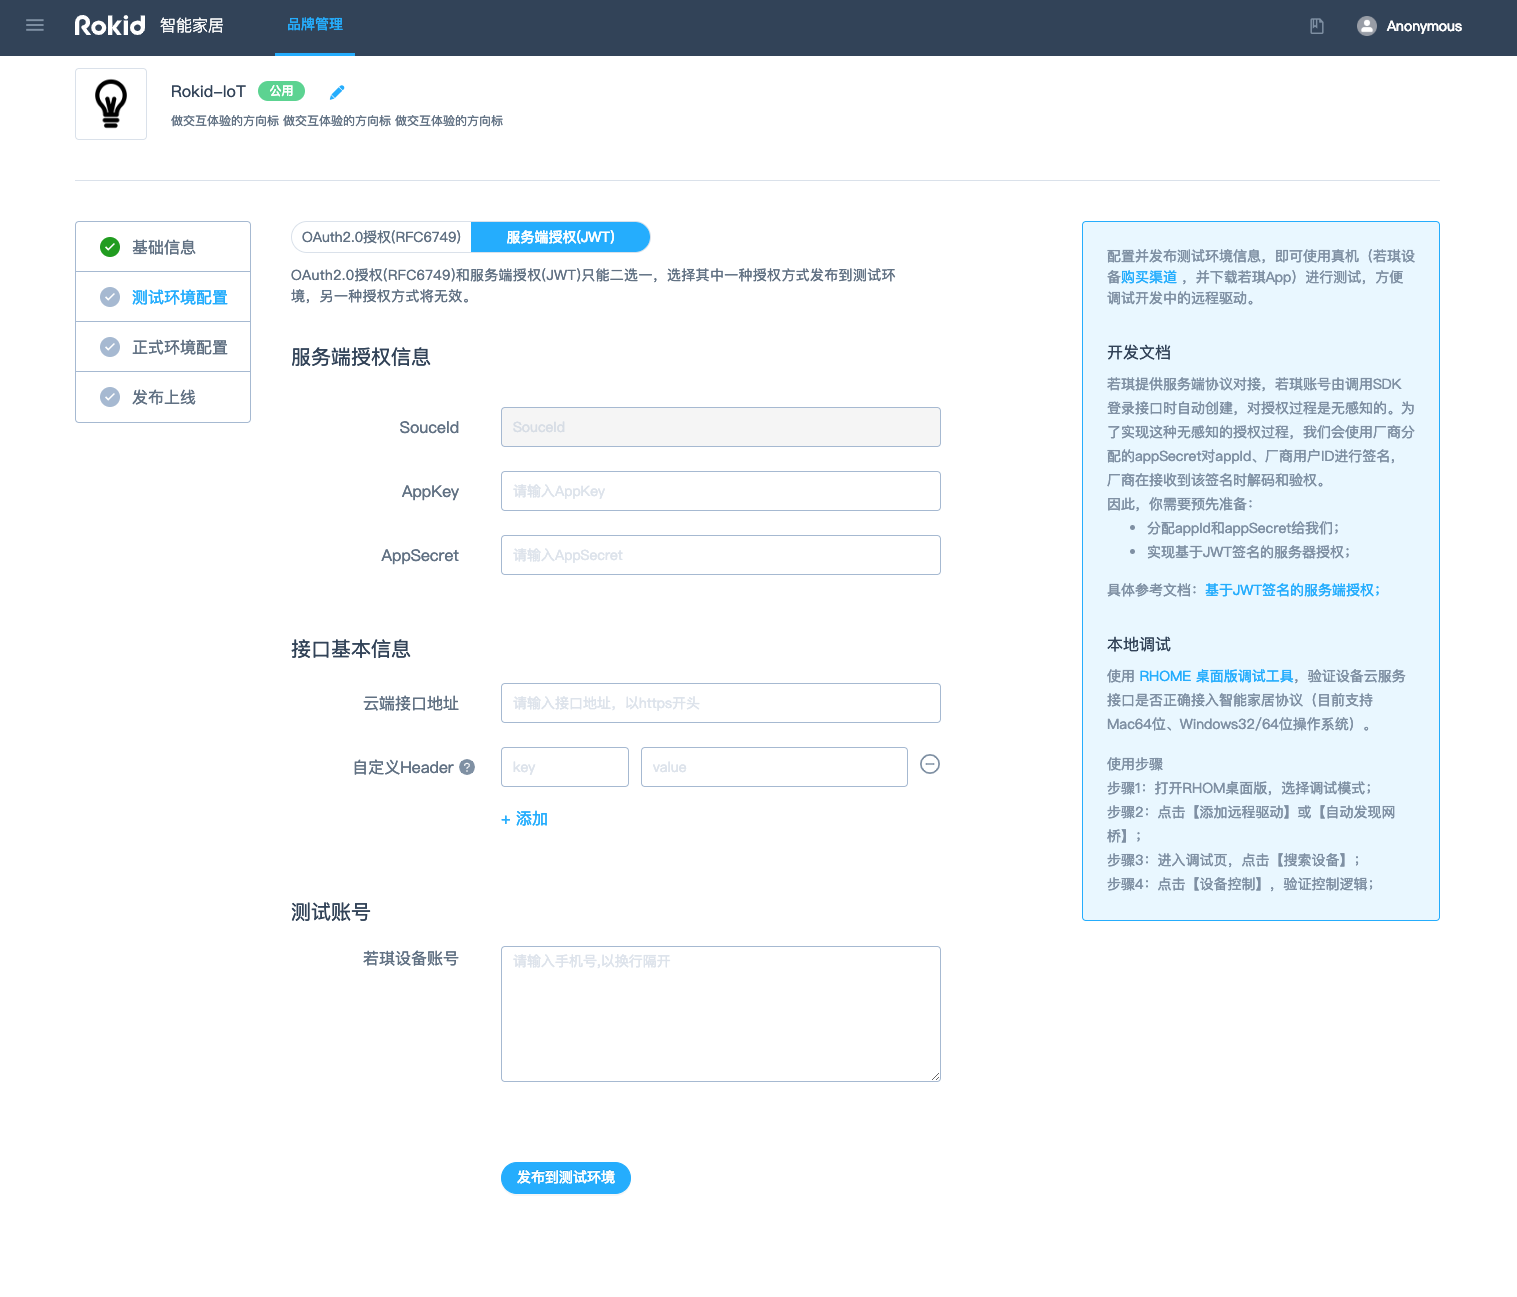 Rokid 智能家居
品牌管理
Anonymous
Rokid-IoT
公用
做交互体验的方向标 做交互体验的方向标 做交互体验的方向标
基础信息
测试环境配置
正式环境配置
发布上线
OAuth2.0授权(RFC6749)
服务端授权(JWT)
OAuth2.0授权(RFC6749)和服务端授权(JWT)只能二选一，选择其中一种授权方式发布到测试环
境，另一种授权方式将无效。
服务端授权信息
SouceId
SouceId
AppKey
请输入AppKey
AppSecret
请输入AppSecret
接口基本信息
云端接口地址
请输入接口地址，以https开头
自定义Header ?
key
value
+ 添加
测试账号
若琪设备账号
请输入手机号,以换行隔开
发布到测试环境
配置并发布测试环境信息，即可使用真机（若琪设
备购买渠道 ，并下载若琪App）进行测试，方便
调试开发中的远程驱动。
开发文档
若琪提供服务端协议对接，若琪账号由调用SDK
登录接口时自动创建，对授权过程是无感知的。为
了实现这种无感知的授权过程，我们会使用厂商分
配的appSecret对appId、厂商用户ID进行签名，
厂商在接收到该签名时解码和验权。
因此，你需要预先准备：
• 分配appId和appSecret给我们；
• 实现基于JWT签名的服务器授权；
具体参考文档：基于JWT签名的服务端授权；
本地调试
使用 RHOME 桌面版调试工具，验证设备云服务
接口是否正确接入智能家居协议（目前支持
Mac64位、Windows32/64位操作系统）。
使用步骤
步骤1：打开RHOM桌面版，选择调试模式；
步骤2：点击【添加远程驱动】或【自动发现网
桥】；
步骤3：进入调试页，点击【搜索设备】；
步骤4：点击【设备控制】，验证控制逻辑；